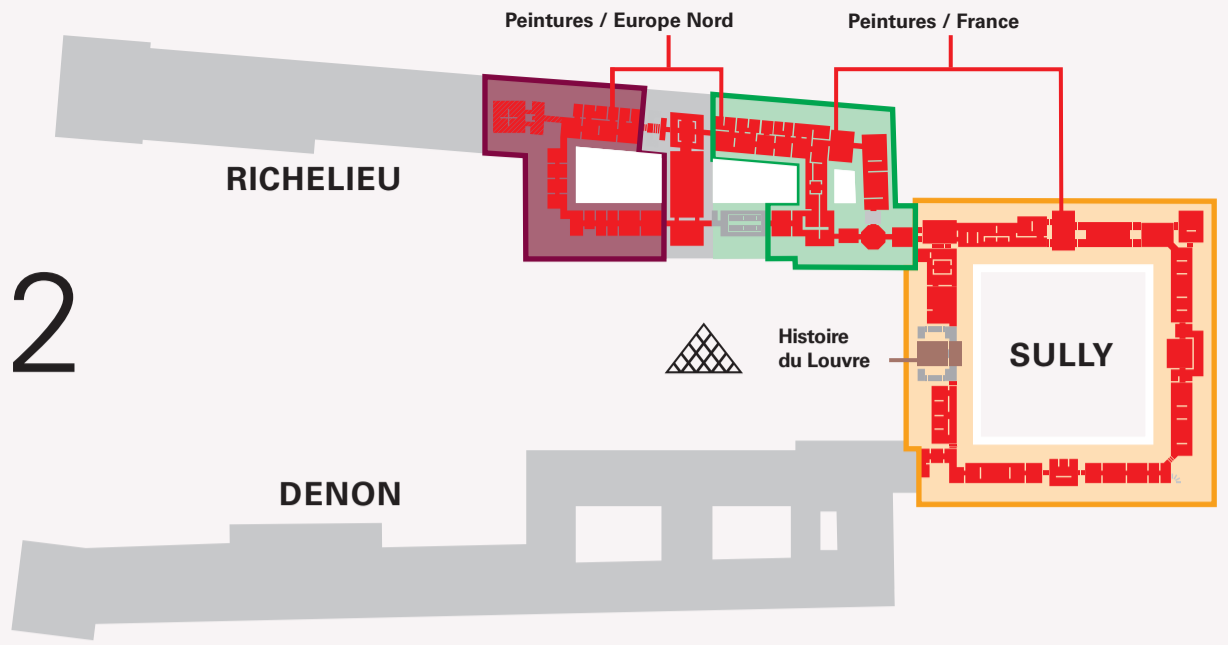 Peintures / Europe Nord
Peintures / France
RICHELIEU
2
Histoire
du Louvre
SULLY
DENON